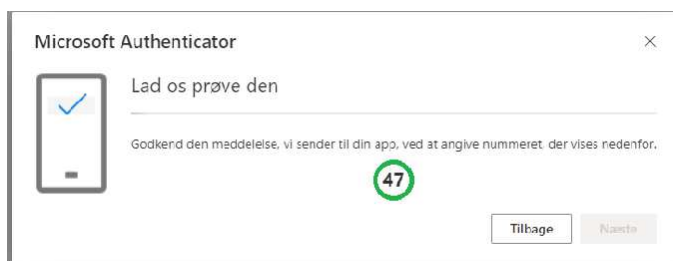 Microsoft Authenticator
Lad os prøve den
Godkend den meddelelse, vi sender til din app, ved at angive nummeret, der vises nedenfor.
47
Tilbage
Næste